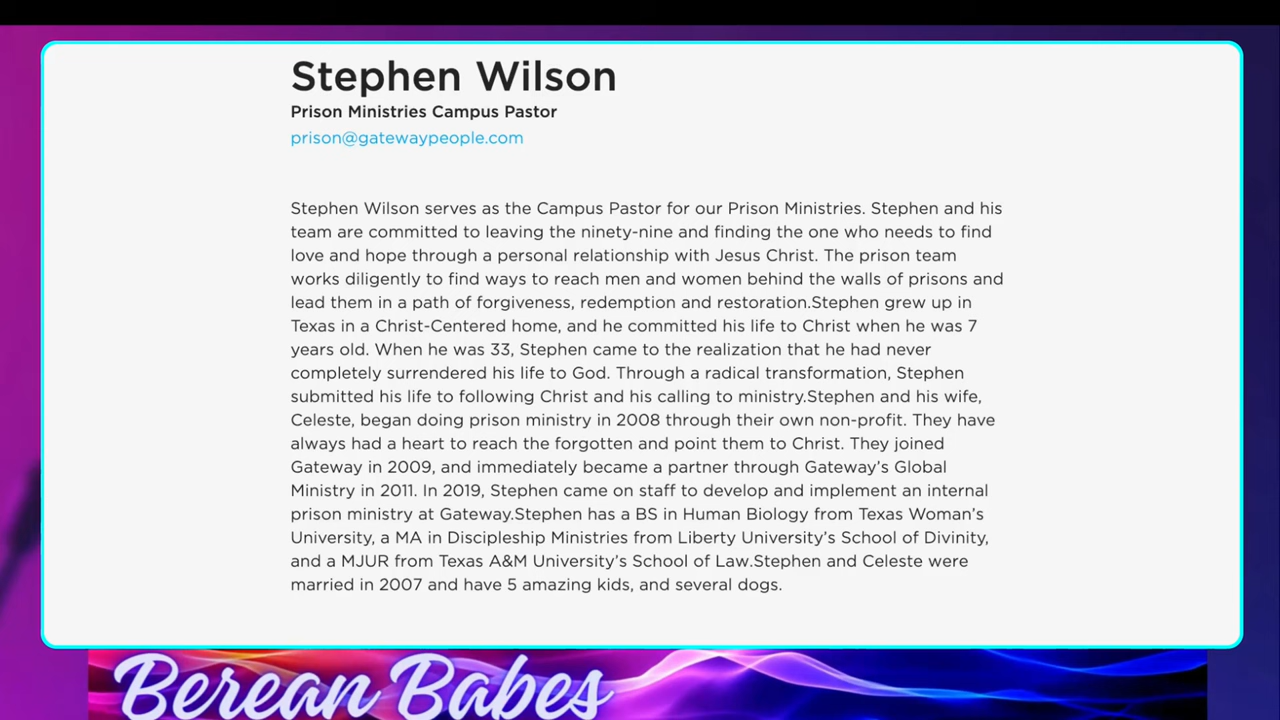 Stephen Wilson
Prison Ministries Campus Pastor
prison@gatewaypeople.com
Stephen Wilson serves as the Campus Pastor for our Prison Ministries. Stephen and his
team are committed to leaving the ninety-nine and finding the one who needs to find
love and hope through a personal relationship with Jesus Christ. The prison team
works diligently to find ways to reach men and women behind the walls of prisons and
lead them in a path of forgiveness, redemption and restoration.Stephen grew up in
Texas in a Christ-Centered home, and he committed his life to Christ when he was 7
years old. When he was 33, Stephen came to the realization that he had never
completely surrendered his life to God. Through a radical transformation, Stephen
submitted his life to following Christ and his calling to ministry.Stephen and his wife,
Celeste, began doing prison ministry in 2008 through their own non-profit. They have
always had a heart to reach the forgotten and point them to Christ. They joined
Gateway in 2009, and immediately became a partner through Gateway’s Global
Ministry in 2011. In 2019, Stephen came on staff to develop and implement an internal
prison ministry at Gateway.Stephen has a BS in Human Biology from Texas Woman’s
University, a MA in Discipleship Ministries from Liberty University’s School of Divinity,
and a MJUR from Texas A&M University’s School of Law.Stephen and Celeste were
married in 2007 and have 5 amazing kids, and several dogs.
Berean Babes